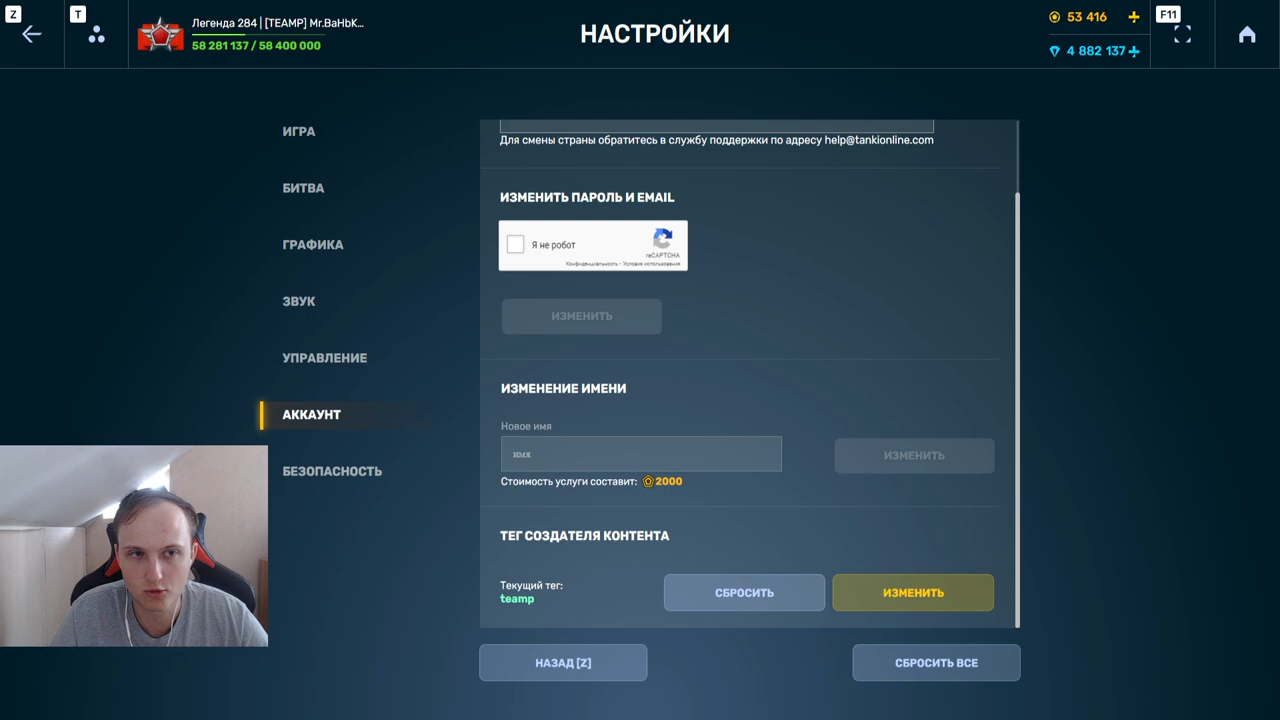 Z
T
Легенда 284 | [TEAMP] Mr.BaHbK...
58 281 137 / 58 400 000
НАСТРОЙКИ
53 416
4 882 137
F11
ИГРА
БИТВА
ГРАФИКА
ЗВУК
УПРАВЛЕНИЕ
АККАУНТ
БЕЗОПАСНОСТЬ
Для смены страны обратитесь в службу поддержки по адресу help@tankionline.com
ИЗМЕНИТЬ ПАРОЛЬ И EMAIL
Я не робот
reCAPTCHA
Конфиденциальность - Условия использования
ИЗМЕНИТЬ
ИЗМЕНЕНИЕ ИМЕНИ
Новое имя
имя
ИЗМЕНИТЬ
Стоимость услуги составит: 2000
ТЕГ СОЗДАТЕЛЯ КОНТЕНТА
Текущий тег:
teamp
СБРОСИТЬ
ИЗМЕНИТЬ
НАЗАД [Z]
СБРОСИТЬ ВСЕ